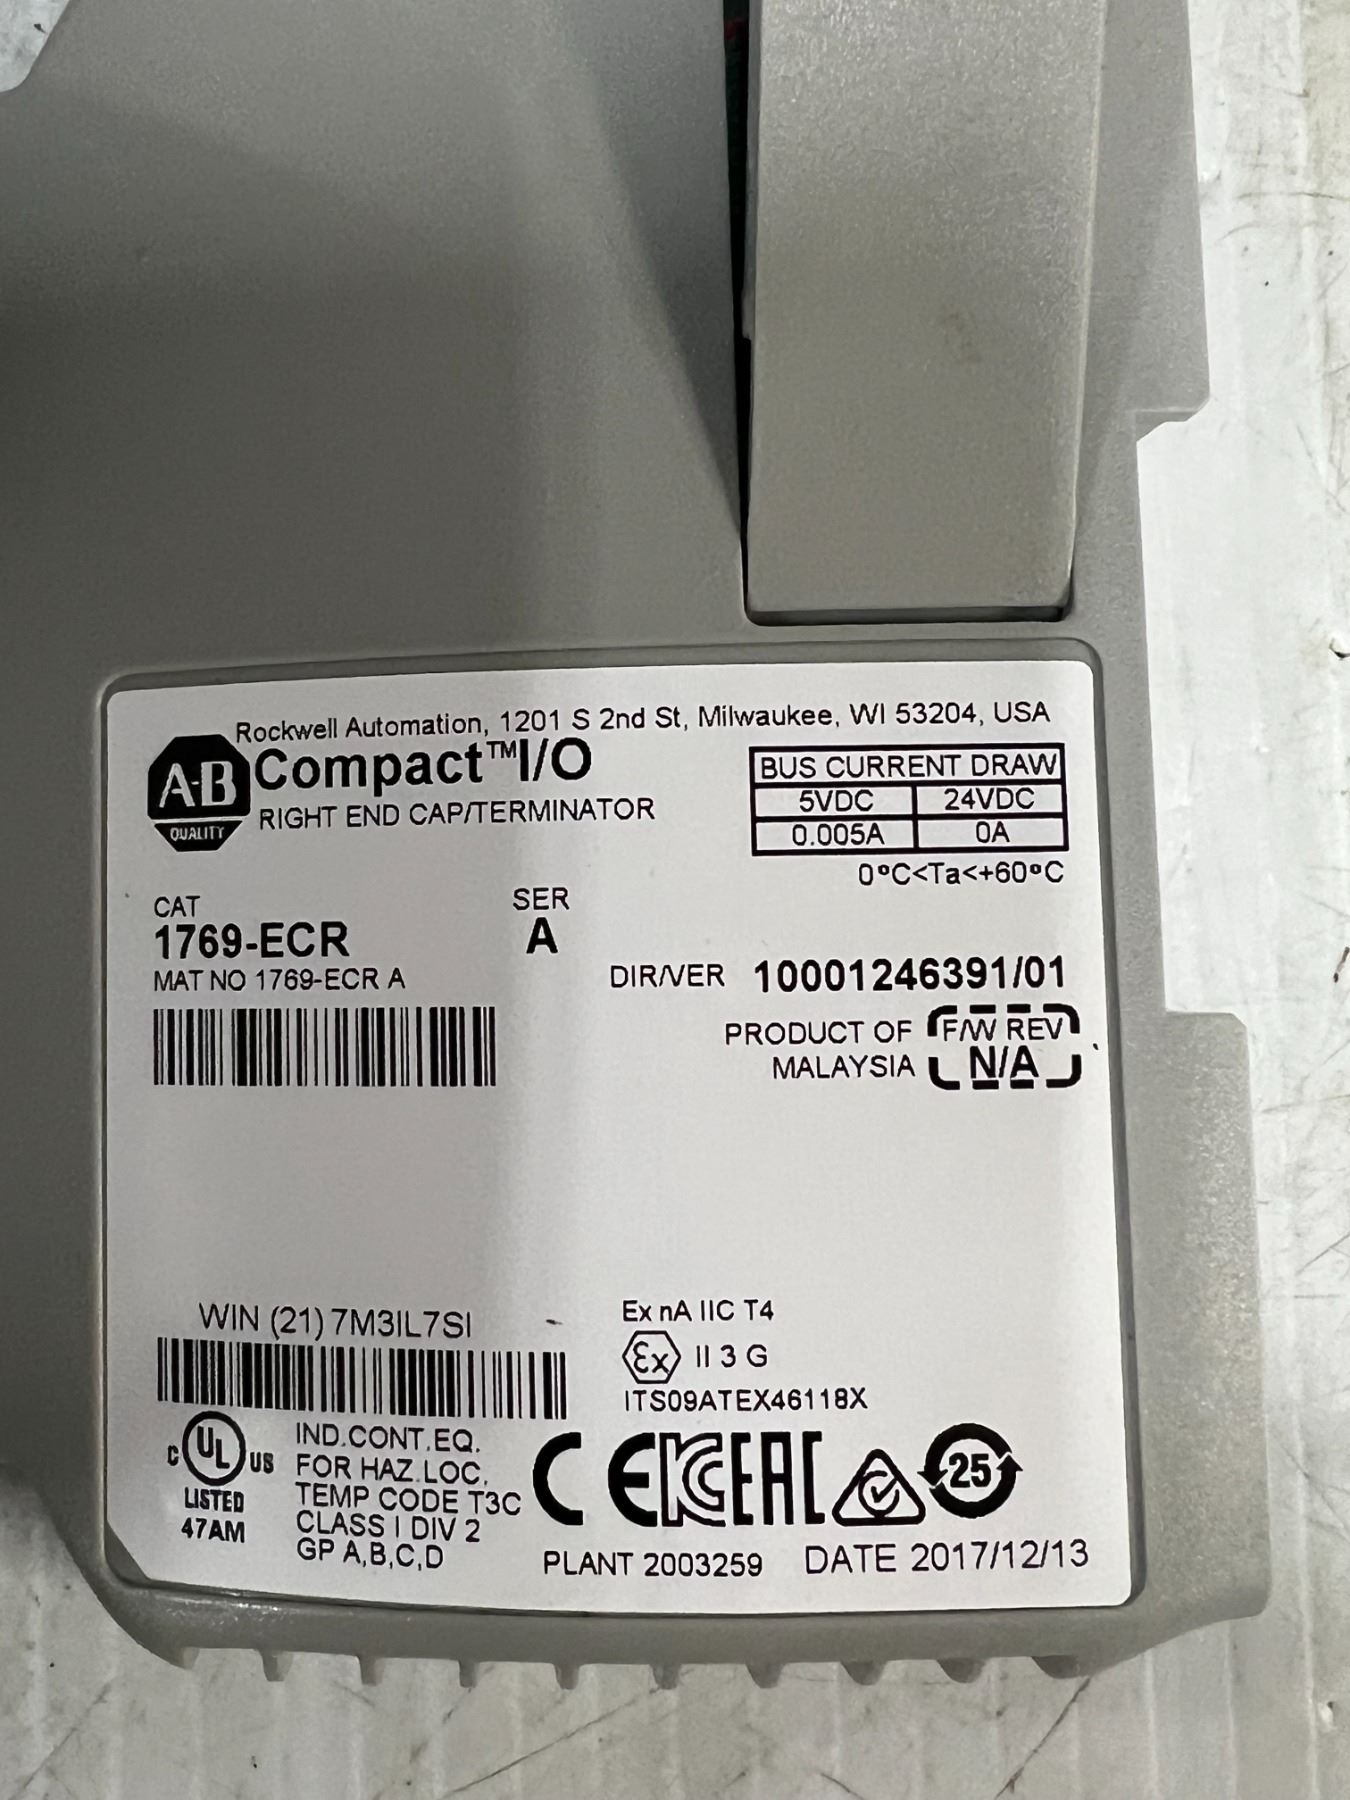 Rockwell Automation, 1201 S 2nd St, Milwaukee, WI 53204, USA
A-B
QUALITY
Compact™I/O
RIGHT END CAP/TERMINATOR
BUS CURRENT DRAW
5VDC 24VDC
0.005A 0A
0°C<Ta<+60°C
CAT
1769-ECR
SER
A
MAT NO 1769-ECR A
DIR/VER 10001246391/01
PRODUCT OF
MALAYSIA
F/W REV
N/A
WIN (21) 7M3IL7SI
Ex nA IIC T4
Ex II 3 G
ITS09ATEX46118X
C UL US
LISTED
47AM
IND.CONT.EQ.
FOR HAZ.LOC.
TEMP CODE T3C
CLASS I DIV 2
GP A,B,C,D
CE KC EAC 25
PLANT 2003259 DATE 2017/12/13